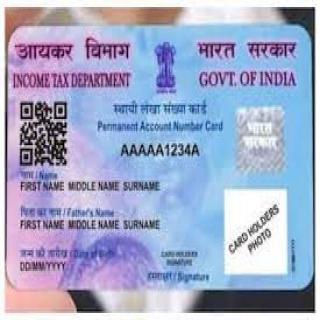 आयकर विभाग
भारत सरकार
INCOME TAX DEPARTMENT
GOVT. OF INDIA
स्थायी लेखा संख्या कार्ड
Permanent Account Number Card
AAAAA1234A
भारत
सरकार
नाम / Name
FIRST NAME MIDDLE NAME SURNAME
पिता का नाम / Father's Name
FIRST NAME MIDDLE NAME SURNAME
CARD HOLDERS
PHOTO
जन्म की तारीख / Date of Birth
DD/MM/YYYY
CARD HOLDERS
SIGNATURE
हस्ताक्षर / Signature